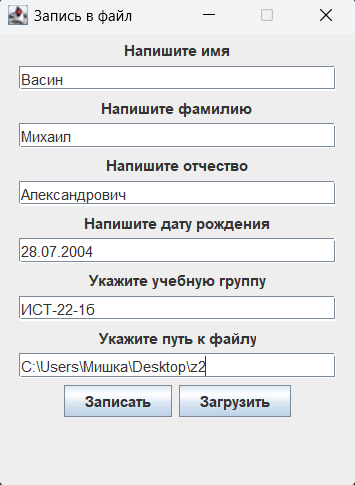 Запись в файл
Напишите имя
Васин
Напишите фамилию
Михаил
Напишите отчество
Александрович
Напишите дату рождения
28.07.2004
Укажите учебную группу
ИСТ-22-1б
Укажите путь к файлу
C:\Users\Мишка\Desktop\z2
Записать Загрузить